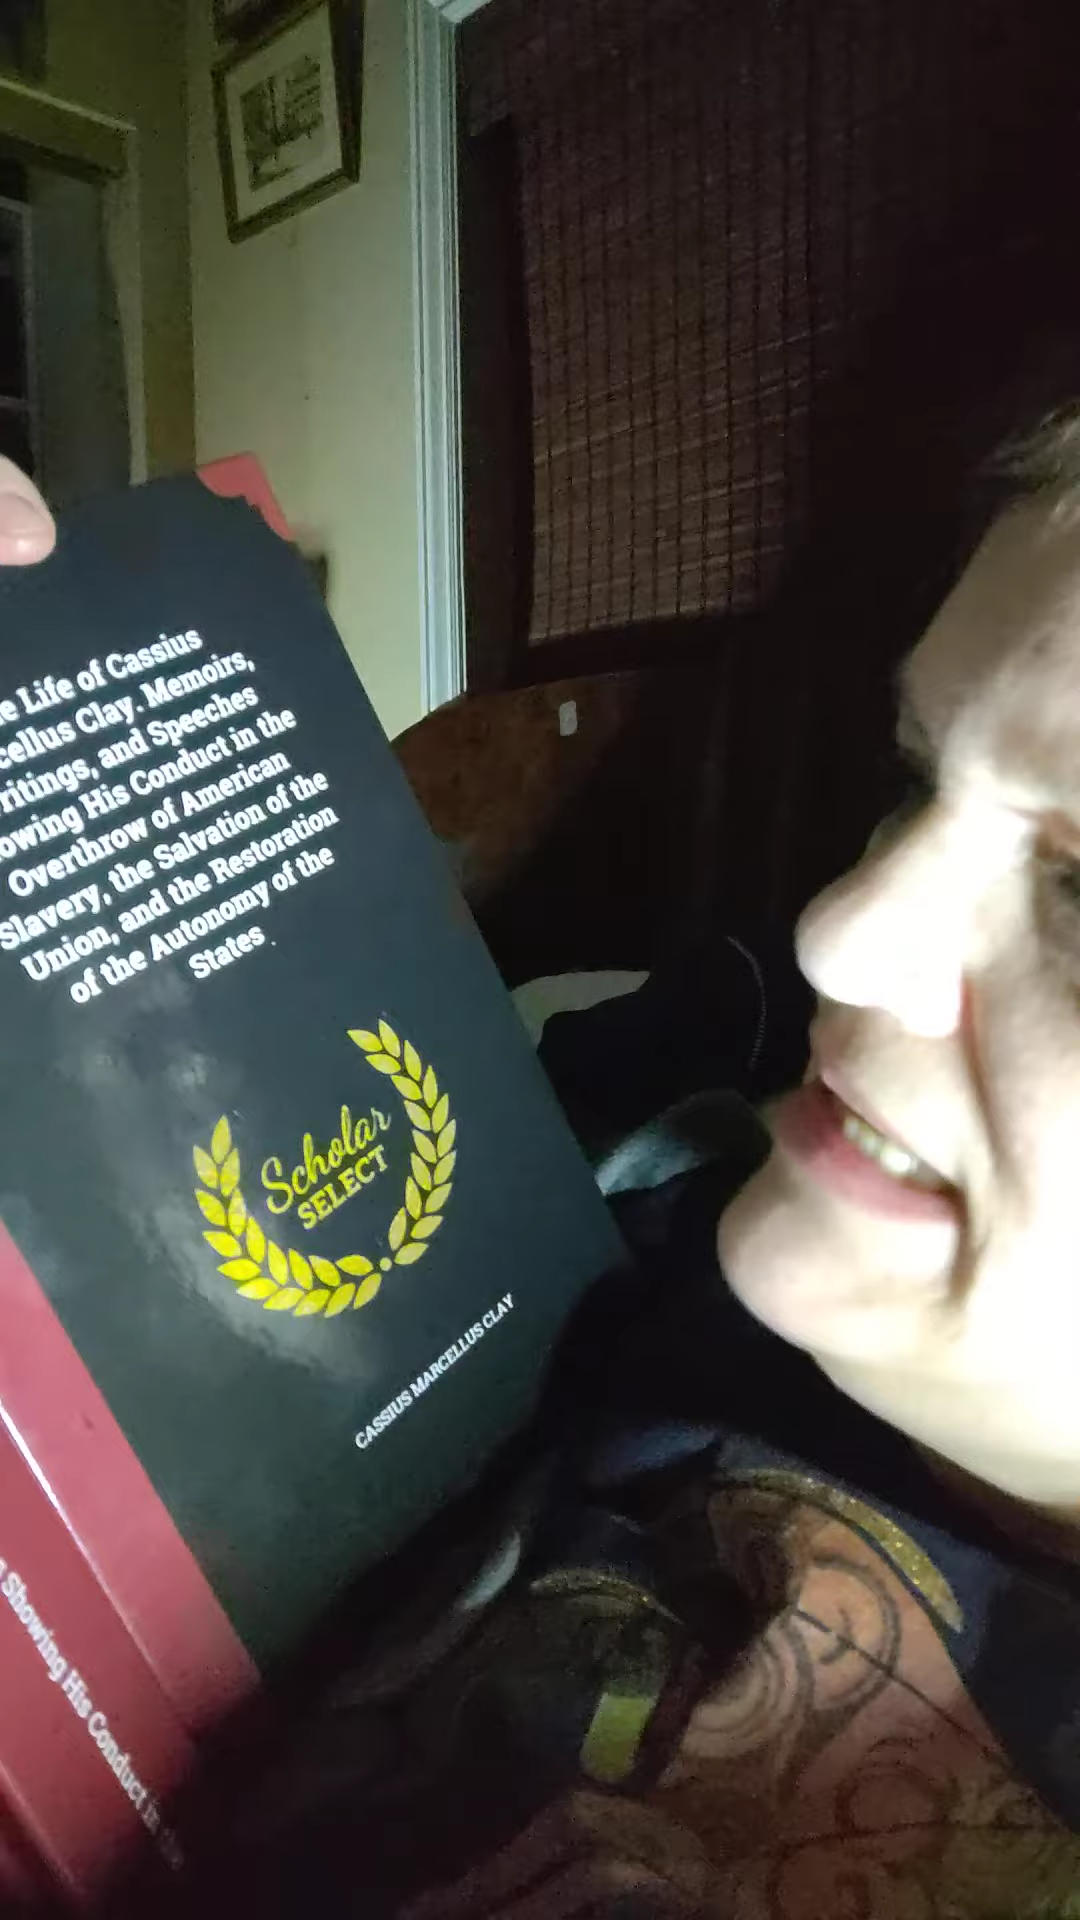 e Life of Cassius
cellus Clay. Memoirs,
ritings, and Speeches
owing His Conduct in the
Overthrow of American
Slavery, the Salvation of the
Union, and the Restoration
of the Autonomy of the
States .
Scholar
SELECT
CASSIUS MARCELLUS CLAY
Showing His Conduct in